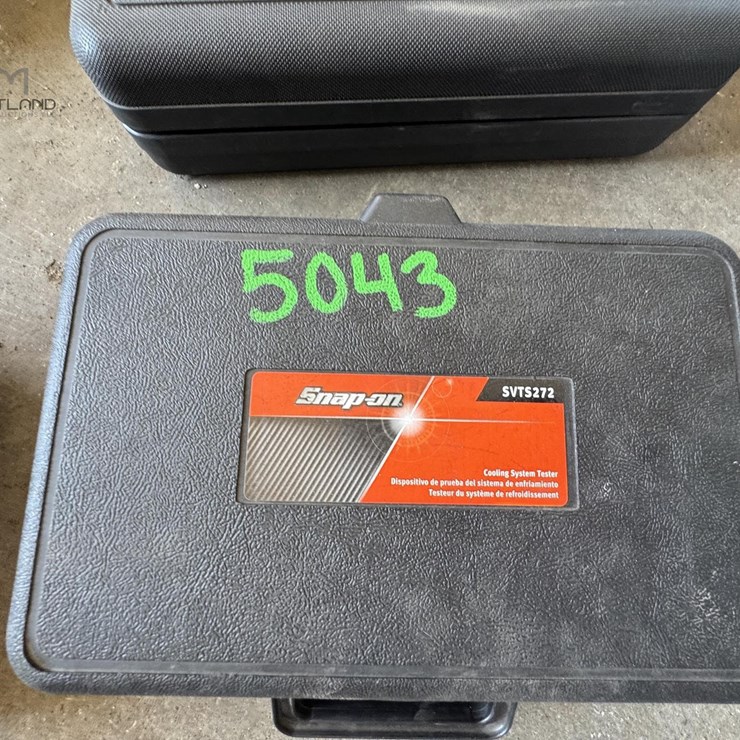 TLAND
5043
Snap-on
SVTS272
Cooling System Tester
Dispositivo de prueba del sistema de enfriamiento
Testeur du système de refroidissement